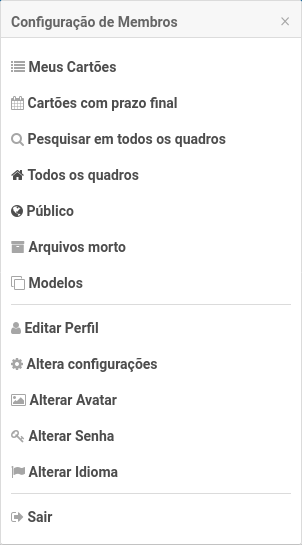 Configuração de Membros
Meus Cartões
Cartões com prazo final
Pesquisar em todos os quadros
Todos os quadros
Público
Arquivos morto
Modelos
Editar Perfil
Altera configurações
Alterar Avatar
Alterar Senha
Alterar Idioma
Sair